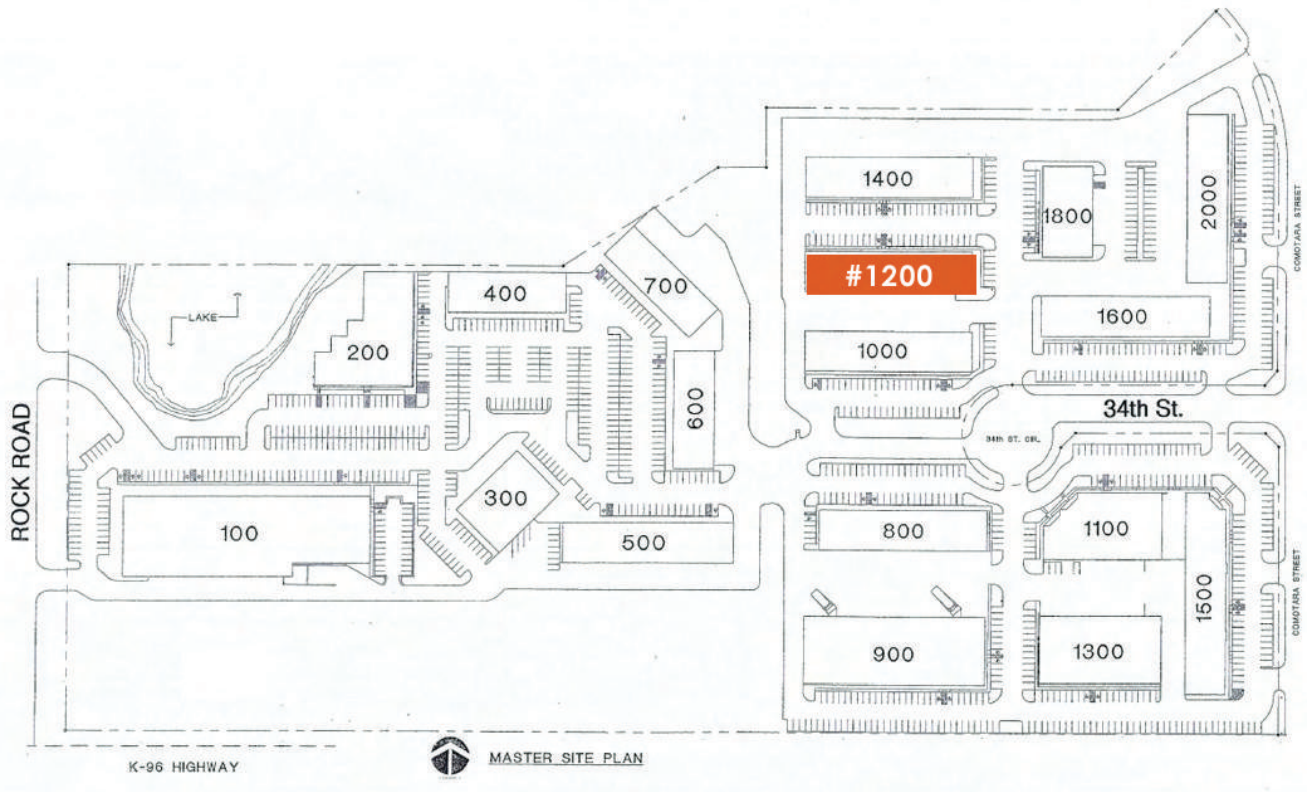 1400
1800
2000
COMOTARA STREET
#1200
700
400
LAKE
1600
200
1000
600
34th St.
34th ST. CIR.
ROCK ROAD
300
100
500
800
1100
1500
COMOTARA STREET
900
1300
K-96 HIGHWAY
MASTER SITE PLAN